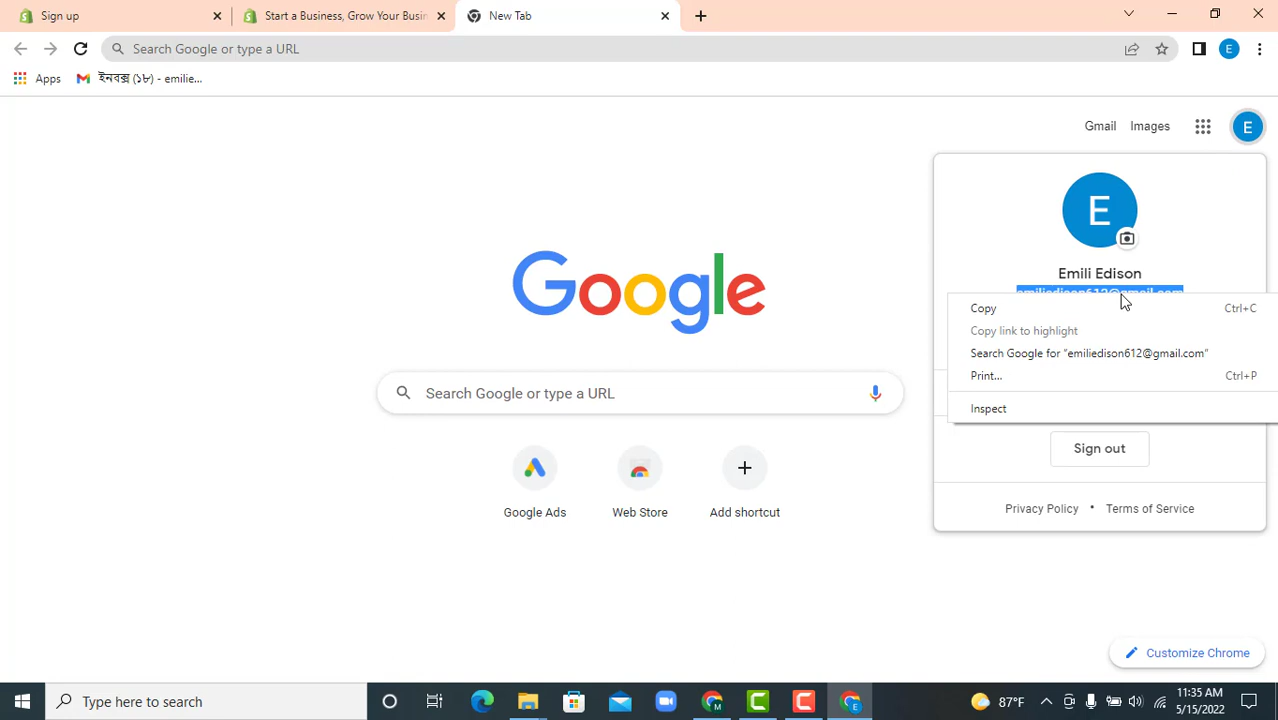 Sign up
Start a Business, Grow Your Busin
New Tab
Search Google or type a URL
E
Apps
ইনবক্স (১৮) - emilie...
Gmail
Images
E
E
Emili Edison
emiliedison612@gmail.com
Copy Ctrl+C
Copy link to highlight
Search Google for "emiliedison612@gmail.com"
Print... Ctrl+P
Inspect
Google
Search Google or type a URL
Sign out
Google Ads
Web Store
Add shortcut
Privacy Policy • Terms of Service
Customize Chrome
Type here to search
M
E
87°F
11:35 AM
5/15/2022